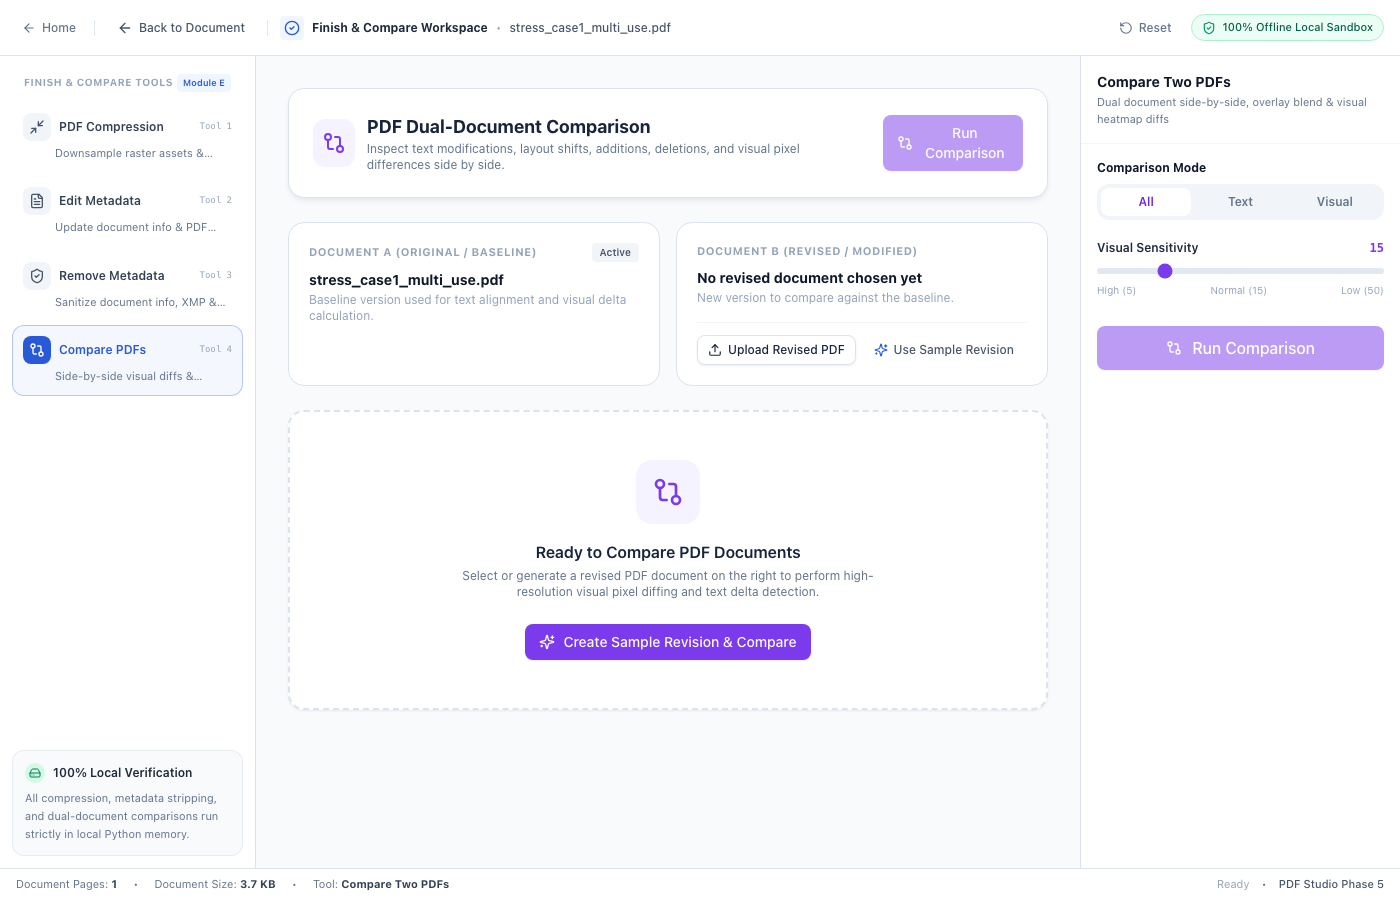 Home
Back to Document
Finish & Compare Workspace • stress_case1_multi_use.pdf
Reset
100% Offline Local Sandbox
FINISH & COMPARE TOOLS
Module E
PDF Compression
Tool 1
Downsample raster assets &...
Edit Metadata
Tool 2
Update document info & PDF...
Remove Metadata
Tool 3
Sanitize document info, XMP &...
Compare PDFs
Tool 4
Side-by-side visual diffs &...
100% Local Verification
All compression, metadata stripping,
and dual-document comparisons run
strictly in local Python memory.
PDF Dual-Document Comparison
Inspect text modifications, layout shifts, additions, deletions, and visual pixel
differences side by side.
Run
Comparison
DOCUMENT A (ORIGINAL / BASELINE)
Active
stress_case1_multi_use.pdf
Baseline version used for text alignment and visual delta
calculation.
DOCUMENT B (REVISED / MODIFIED)
No revised document chosen yet
New version to compare against the baseline.
Upload Revised PDF
Use Sample Revision
Ready to Compare PDF Documents
Select or generate a revised PDF document on the right to perform high-
resolution visual pixel diffing and text delta detection.
Create Sample Revision & Compare
Compare Two PDFs
Dual document side-by-side, overlay blend & visual
heatmap diffs
Comparison Mode
All
Text
Visual
Visual Sensitivity
15
High (5)
Normal (15)
Low (50)
Run Comparison
Document Pages: 1 • Document Size: 3.7 KB • Tool: Compare Two PDFs
Ready • PDF Studio Phase 5